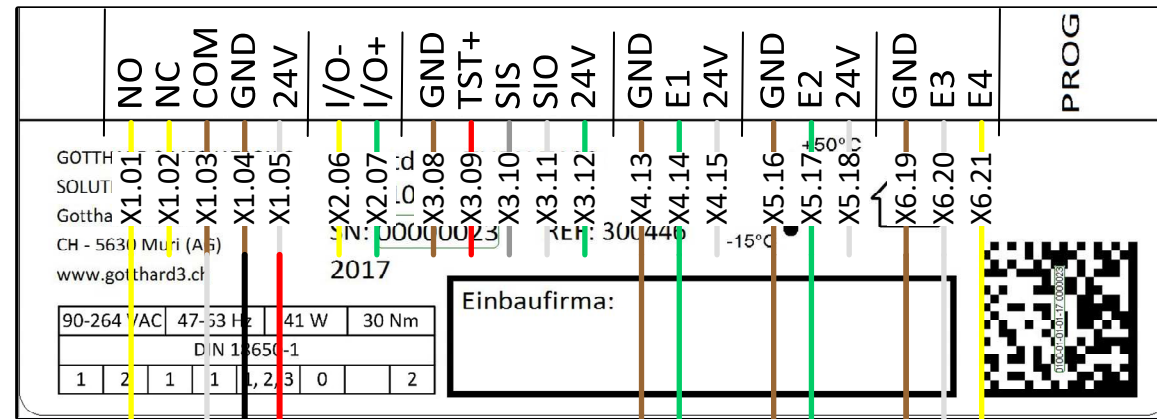 NO NC COM GND 24V I/O- I/O+ GND TST+ SIS SIO 24V GND E1 24V GND E2 24V GND E3 E4 PROG
X1.01 X1.02 X1.03 X1.04 X1.05 X2.06 X2.07 X3.08 X3.09 X3.10 X3.11 X3.12 X4.13 X4.14 X4.15 X5.16 X5.17 X5.18 X6.19 X6.20 X6.21
+50°C
-15°C
CH - 5630 Muri (AG)
www.gotthard3.ch
SN: 00000023 REF: 300446
2017
Einbaufirma:
90-264 VAC 47-63 Hz 41 W 30 Nm
DIN 18650-1
1 2 1 1 1, 2, 3 0 2